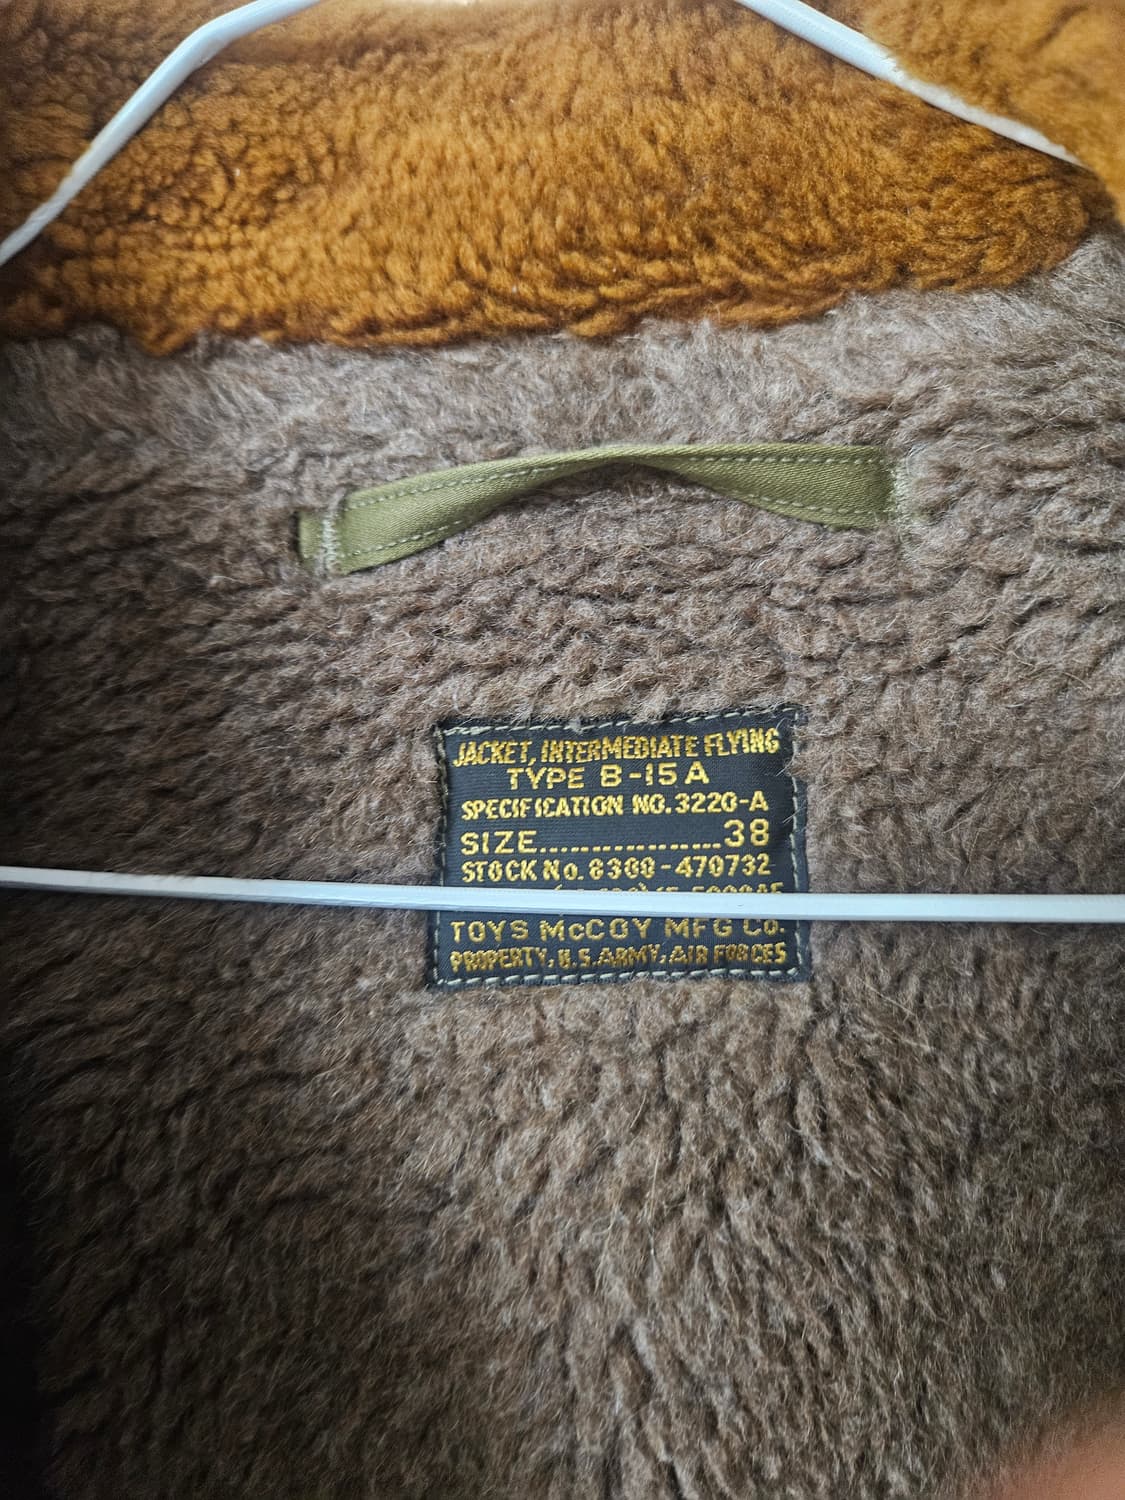 JACKET, INTERMEDIATE FLYING
TYPE B-15A
SPECIFICATION NO. 3220-A
SIZE..................38
STOCK No. 8300-470732
TOYS McCOY MFG Co.
PROPERTY, U.S. ARMY, AIR FORCES